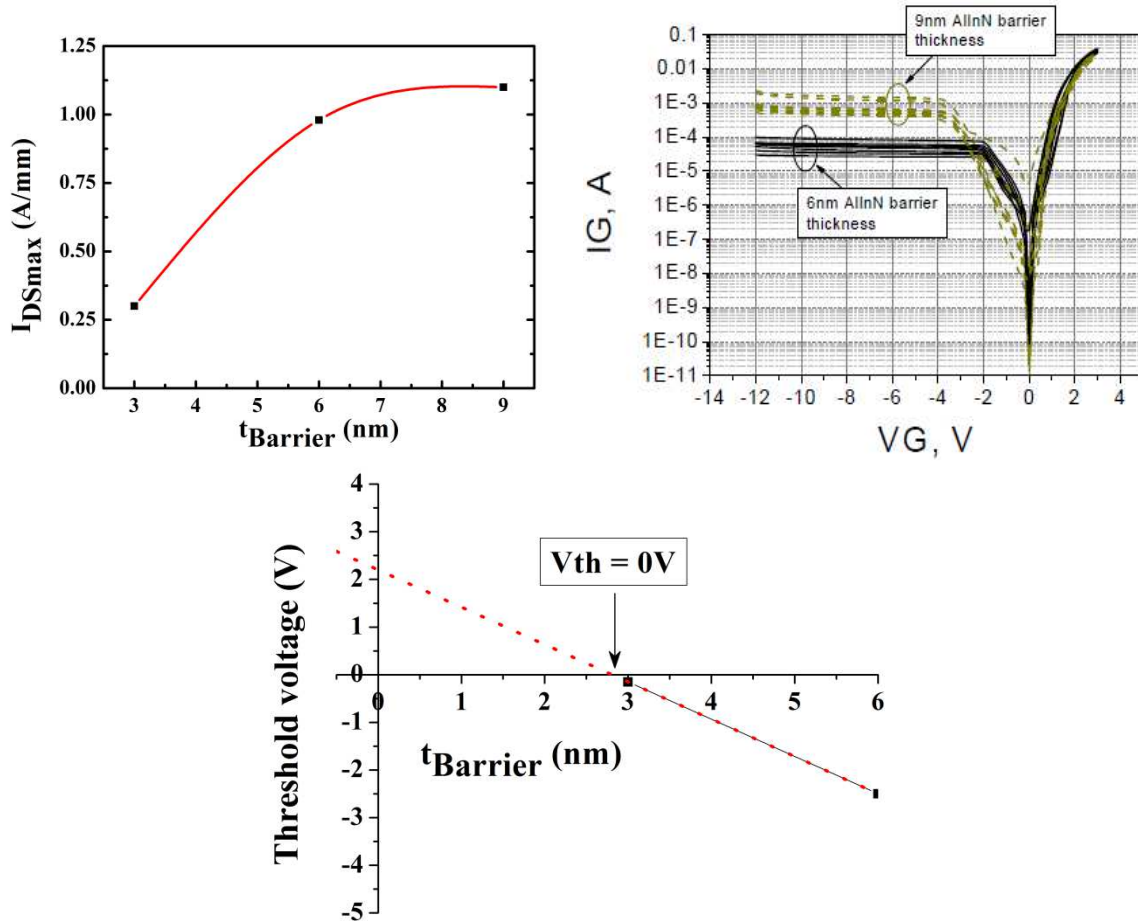 1.25
1.00
0.75
0.50
0.25
0.00
I_DSmax (A/mm)
3 4 5 6 7 8 9
t_Barrier (nm)
9nm AlInN barrier
thickness
6nm AlInN barrier
thickness
0.1
0.01
1E-3
1E-4
1E-5
1E-6
1E-7
1E-8
1E-9
1E-10
1E-11
IG, A
-14 -12 -10 -8 -6 -4 -2 0 2 4
VG, V
4
3
2
1
0
-1
-2
-3
-4
-5
Threshold voltage (V)
Vth = 0V
0 1 2 3 4 5 6
t_Barrier (nm)